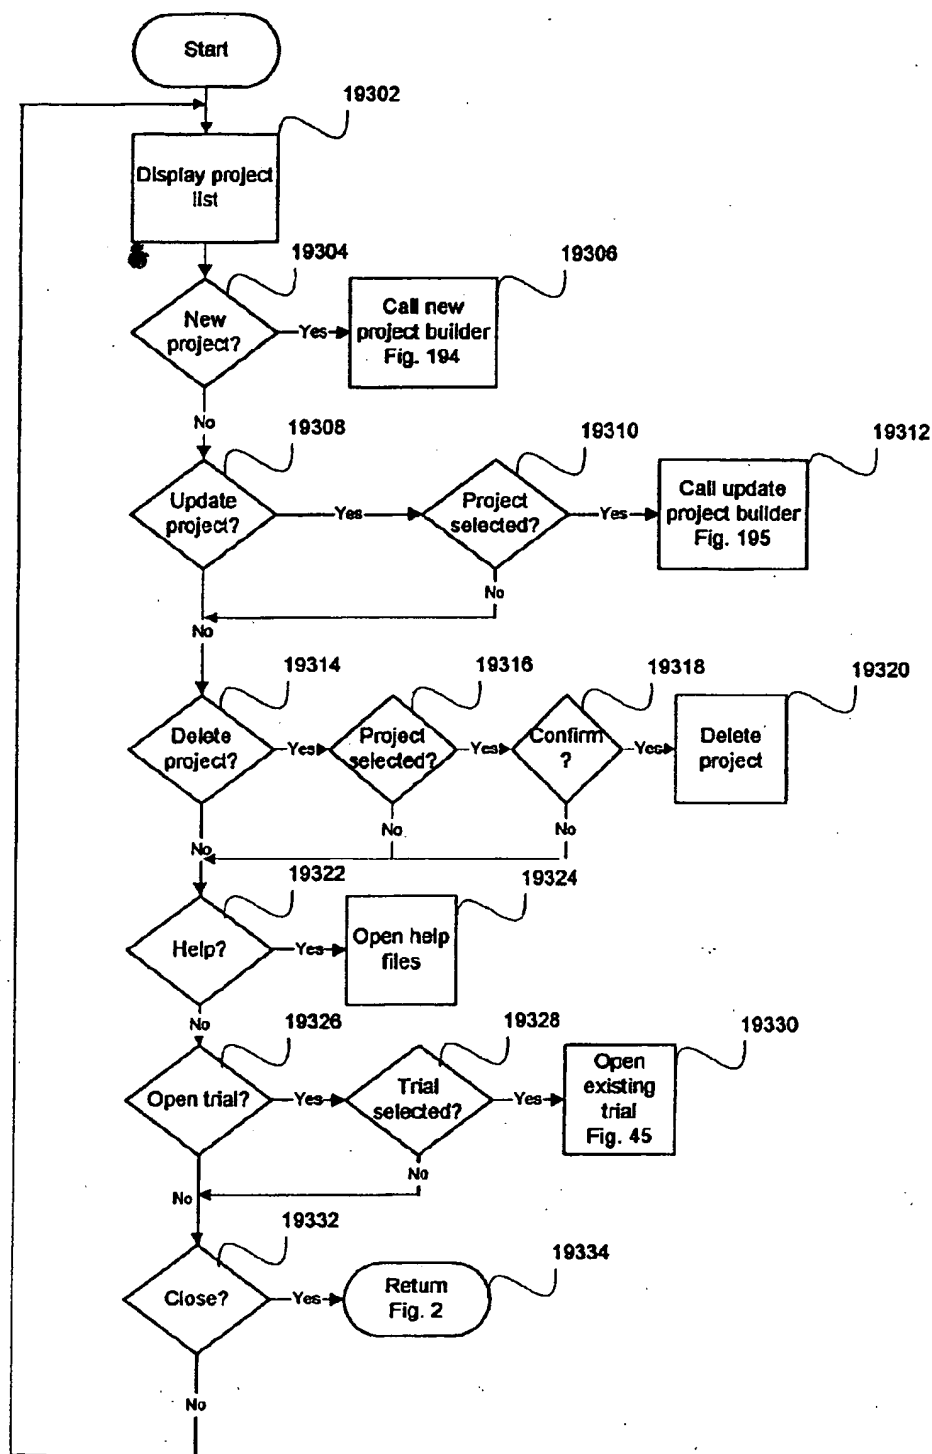 Start
19302
Display project
list
19304
New
project?
Yes
19306
Call new
project builder
Fig. 194
No
19308
Update
project?
Yes
19310
Project
selected?
Yes
19312
Call update
project builder
Fig. 195
No
No
19314
Delete
project?
Yes
19316
Project
selected?
Yes
19318
Confirm
?
Yes
19320
Delete
project
No
No
No
19322
Help?
Yes
19324
Open help
files
No
19326
Open trial?
Yes
19328
Trial
selected?
Yes
19330
Open
existing
trial
Fig. 45
No
No
19332
Close?
Yes
19334
Return
Fig. 2
No